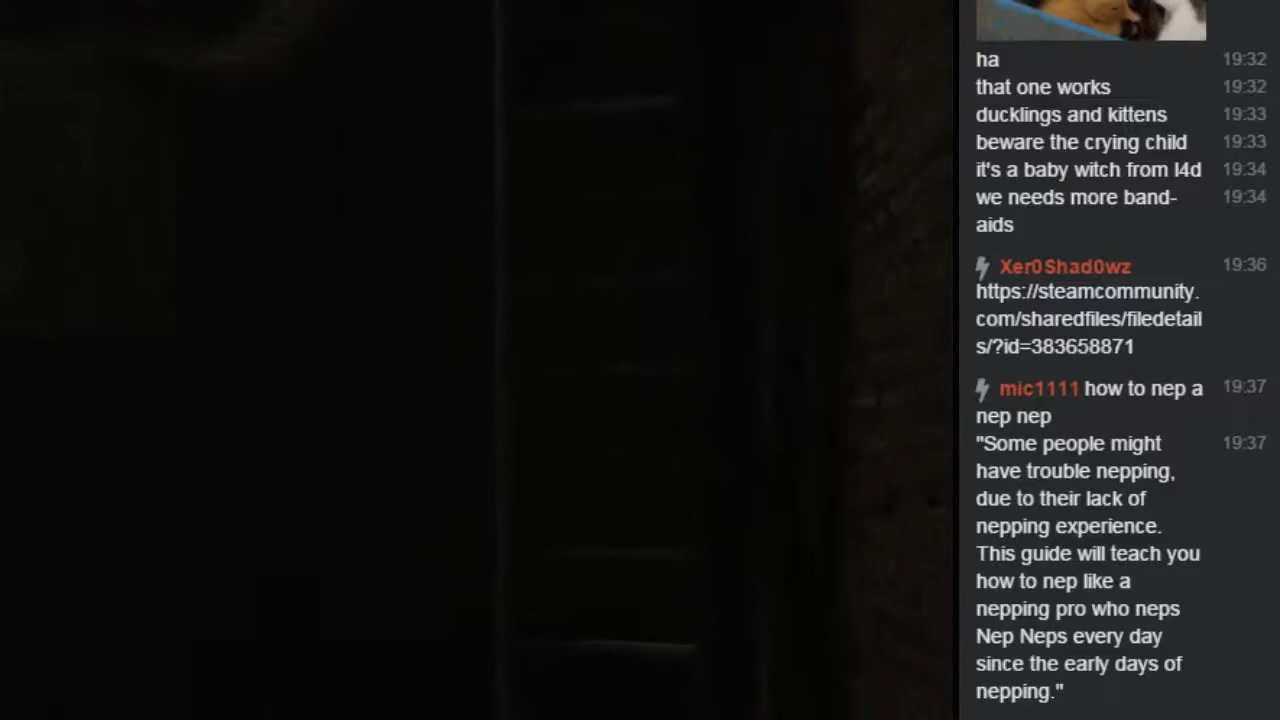 ha 19:32
that one works 19:32
ducklings and kittens 19:33
beware the crying child 19:33
it's a baby witch from l4d 19:34
we needs more band- 19:34
aids
Xer0Shad0wz 19:36
https://steamcommunity.
com/sharedfiles/filedetail
s/?id=383658871
mic1111 how to nep a 19:37
nep nep
"Some people might 19:37
have trouble nepping,
due to their lack of
nepping experience.
This guide will teach you
how to nep like a
nepping pro who neps
Nep Neps every day
since the early days of
nepping."